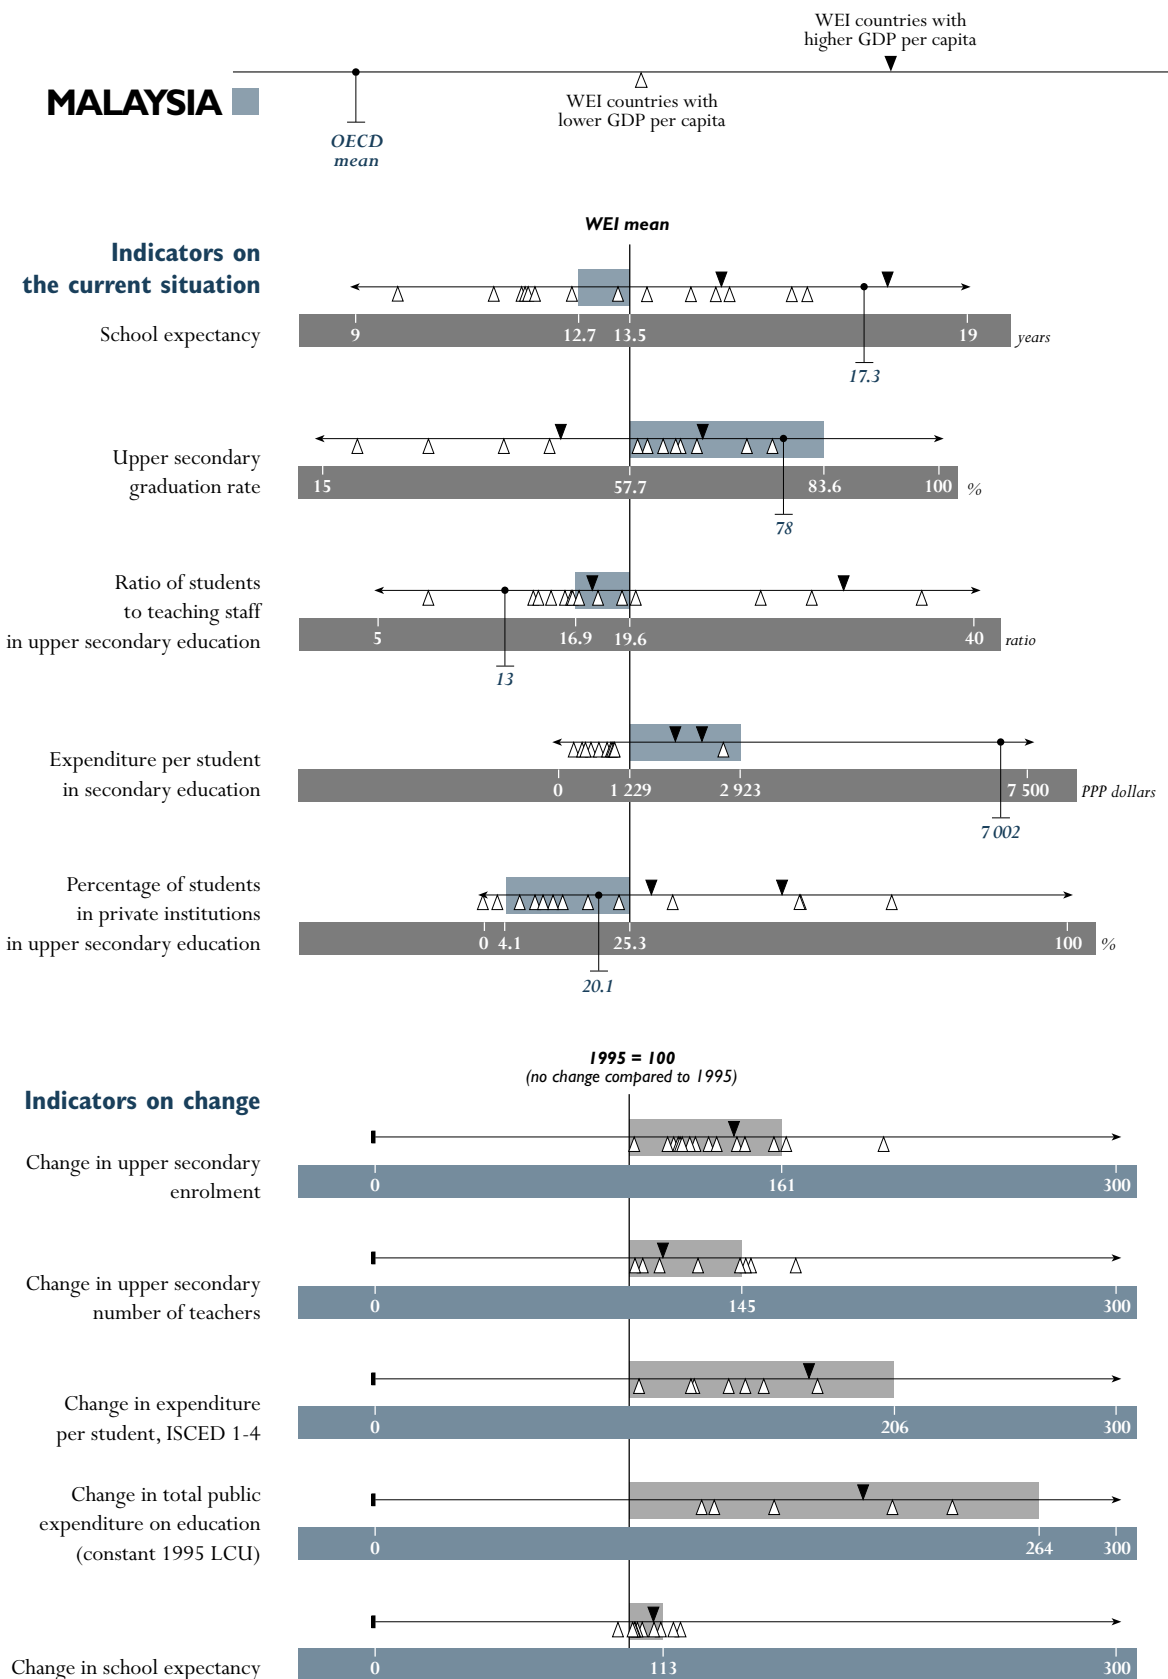 WEI countries with
higher GDP per capita
MALAYSIA
WEI countries with
lower GDP per capita
OECD
mean
WEI mean
Indicators on
the current situation
School expectancy
9 12.7 13.5 19 years
17.3
Upper secondary
graduation rate
15 57.7 83.6 100 %
78
Ratio of students
to teaching staff
in upper secondary education
5 16.9 19.6 40 ratio
13
Expenditure per student
in secondary education
0 1 229 2 923 7 500 PPP dollars
7 002
Percentage of students
in private institutions
in upper secondary education
0 4.1 25.3 100 %
20.1
1995 = 100
(no change compared to 1995)
Indicators on change
Change in upper secondary
enrolment
0 161 300
Change in upper secondary
number of teachers
0 145 300
Change in expenditure
per student, ISCED 1-4
0 206 300
Change in total public
expenditure on education
(constant 1995 LCU)
0 264 300
Change in school expectancy
0 113 300